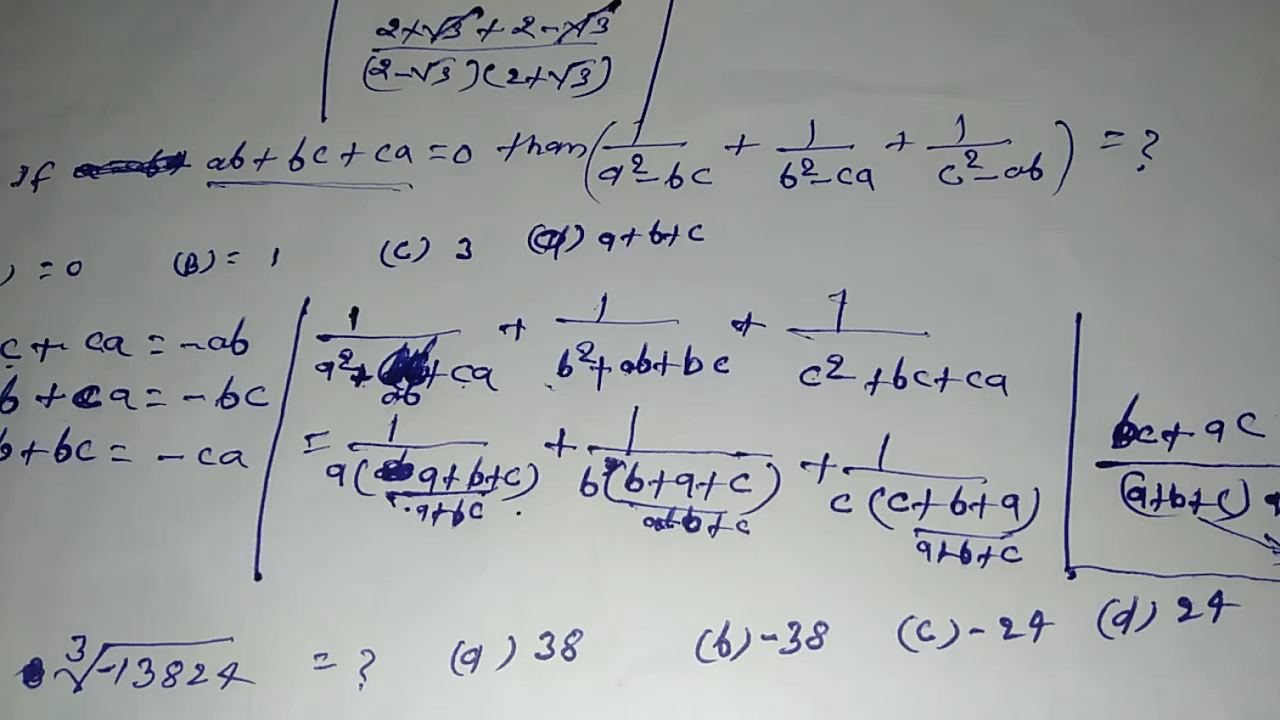 2+√3 + 2-√3 / (2-√3)(2+√3)
If ab+bc+ca=0 than (1/a²-bc + 1/b²-ca + 1/c²-ab) = ?
) =0 (B)= 1 (C) 3 (d) a+b+c
c+ca=-ab
b+ca=-bc
b+bc=-ca
1/a²+ab+ca + 1/b²+ab+bc + 1/c²+bc+ca
= 1/a(a+b+c) + 1/b(b+a+c) + 1/c(c+b+a)
a+b+c a+b+c
bc+ac
(a+b+c)
∛-13824 = ? (a) 38 (b)-38 (c)-24 (d) 24